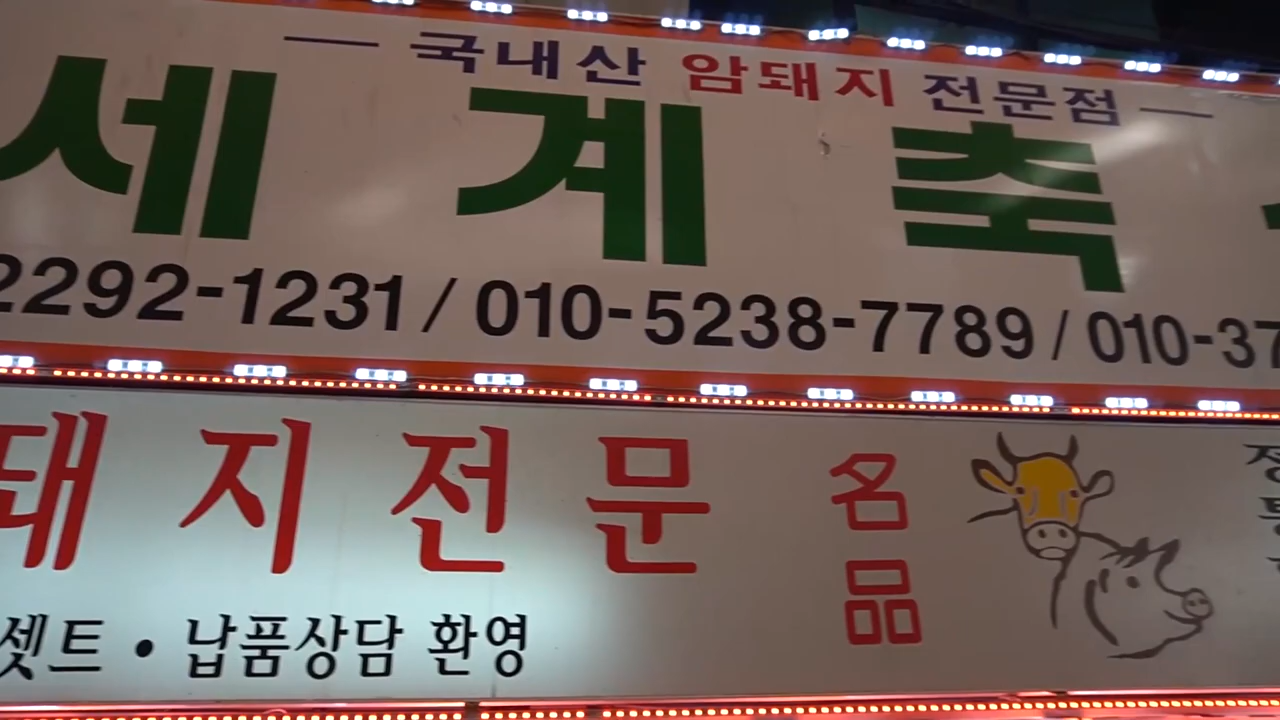 국내산 암돼지 전문점
세계축
2292-1231 / 010-5238-7789 / 010-37
돼지전문
名品
셋트 • 납품상담 환영